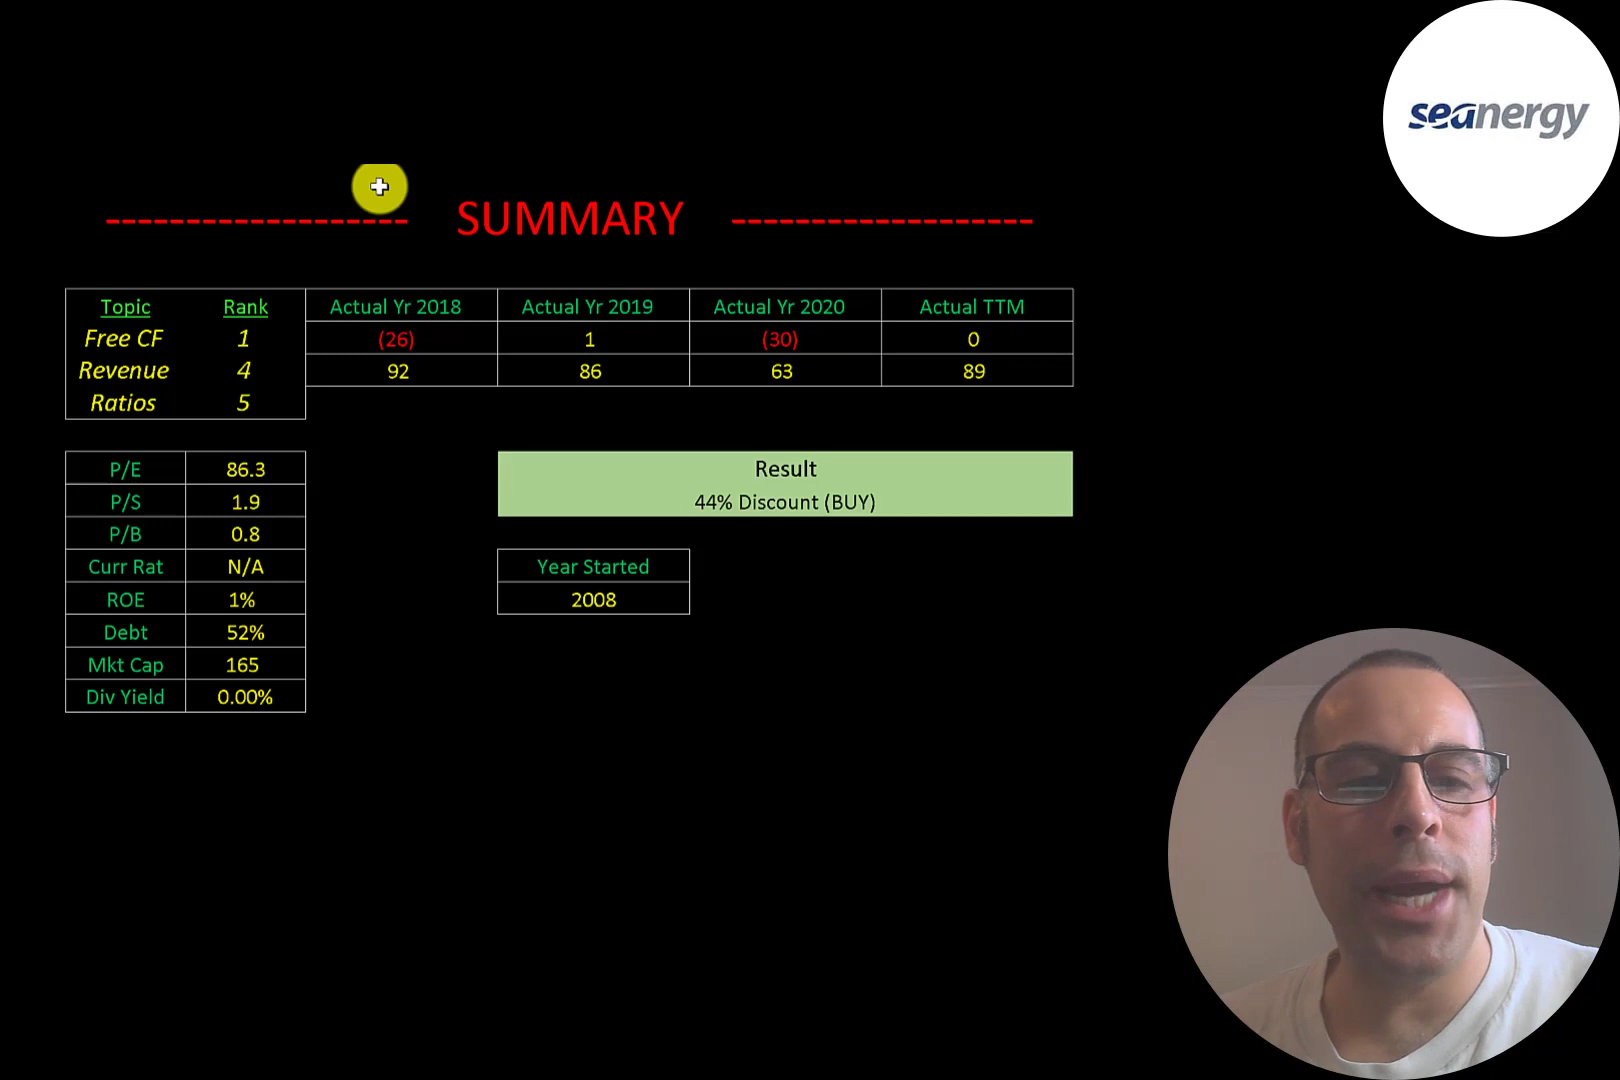 seanergy
------------------- SUMMARY -------------------
Topic Rank Actual Yr 2018 Actual Yr 2019 Actual Yr 2020 Actual TTM
Free CF 1 (26) 1 (30) 0
Revenue 4 92 86 63 89
Ratios 5
P/E 86.3
P/S 1.9
P/B 0.8
Curr Rat N/A
ROE 1%
Debt 52%
Mkt Cap 165
Div Yield 0.00%
Result
44% Discount (BUY)
Year Started
2008